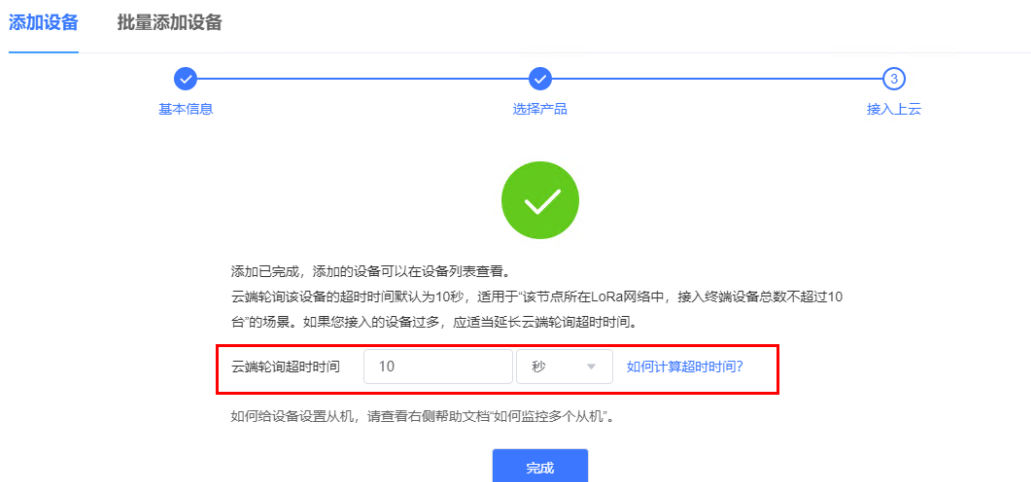 添加设备 批量添加设备
3
基本信息 选择产品 接入上云
添加已完成，添加的设备可以在设备列表查看。
云端轮询该设备的超时时间默认为10秒，适用于“该节点所在LoRa网络中，接入终端设备总数不超过10
台”的场景。如果您接入的设备过多，应适当延长云端轮询超时时间。
云端轮询超时时间 10 秒 如何计算超时时间？
如何给设备设置从机，请查看右侧帮助文档“如何监控多个从机”。
完成